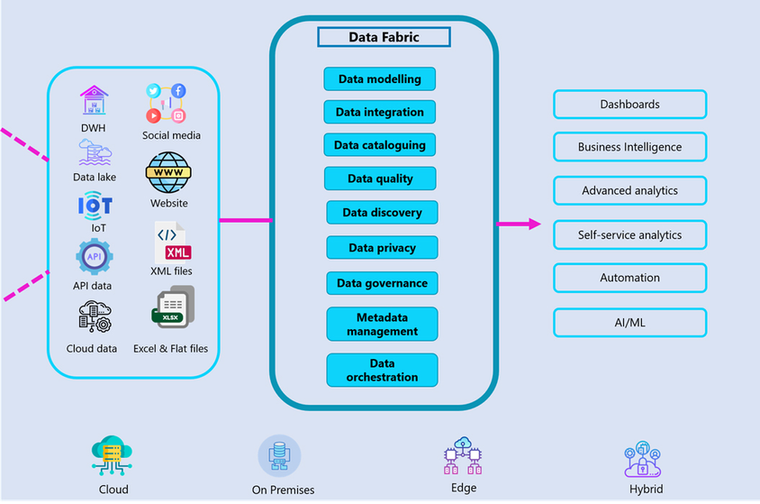 Data Fabric
DWH
Social media
Data lake
WWW
Website
IoT
IoT
</>
XML
XML files
API
API data
XLSX
Cloud data
Excel & Flat files
Data modelling
Data integration
Data cataloguing
Data quality
Data discovery
Data privacy
Data governance
Metadata
management
Data
orchestration
Dashboards
Business Intelligence
Advanced analytics
Self-service analytics
Automation
AI/ML
Cloud
On Premises
Edge
Hybrid